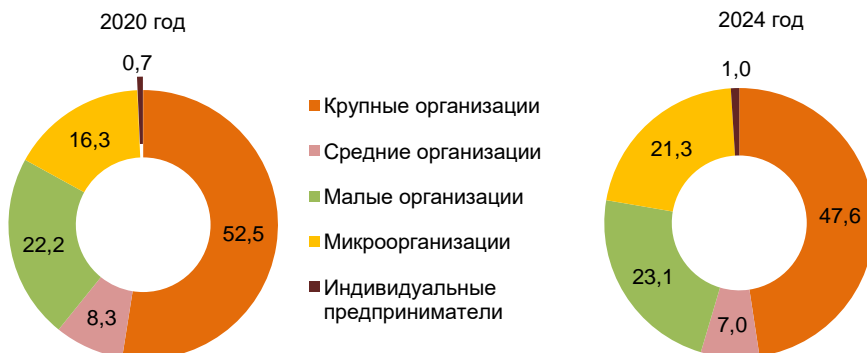 2020 год
0,7
16,3
22,2
52,5
8,3
Крупные организации
Средние организации
Малые организации
Микроорганизации
Индивидуальные
предприниматели
2024 год
1,0
21,3
47,6
23,1
7,0